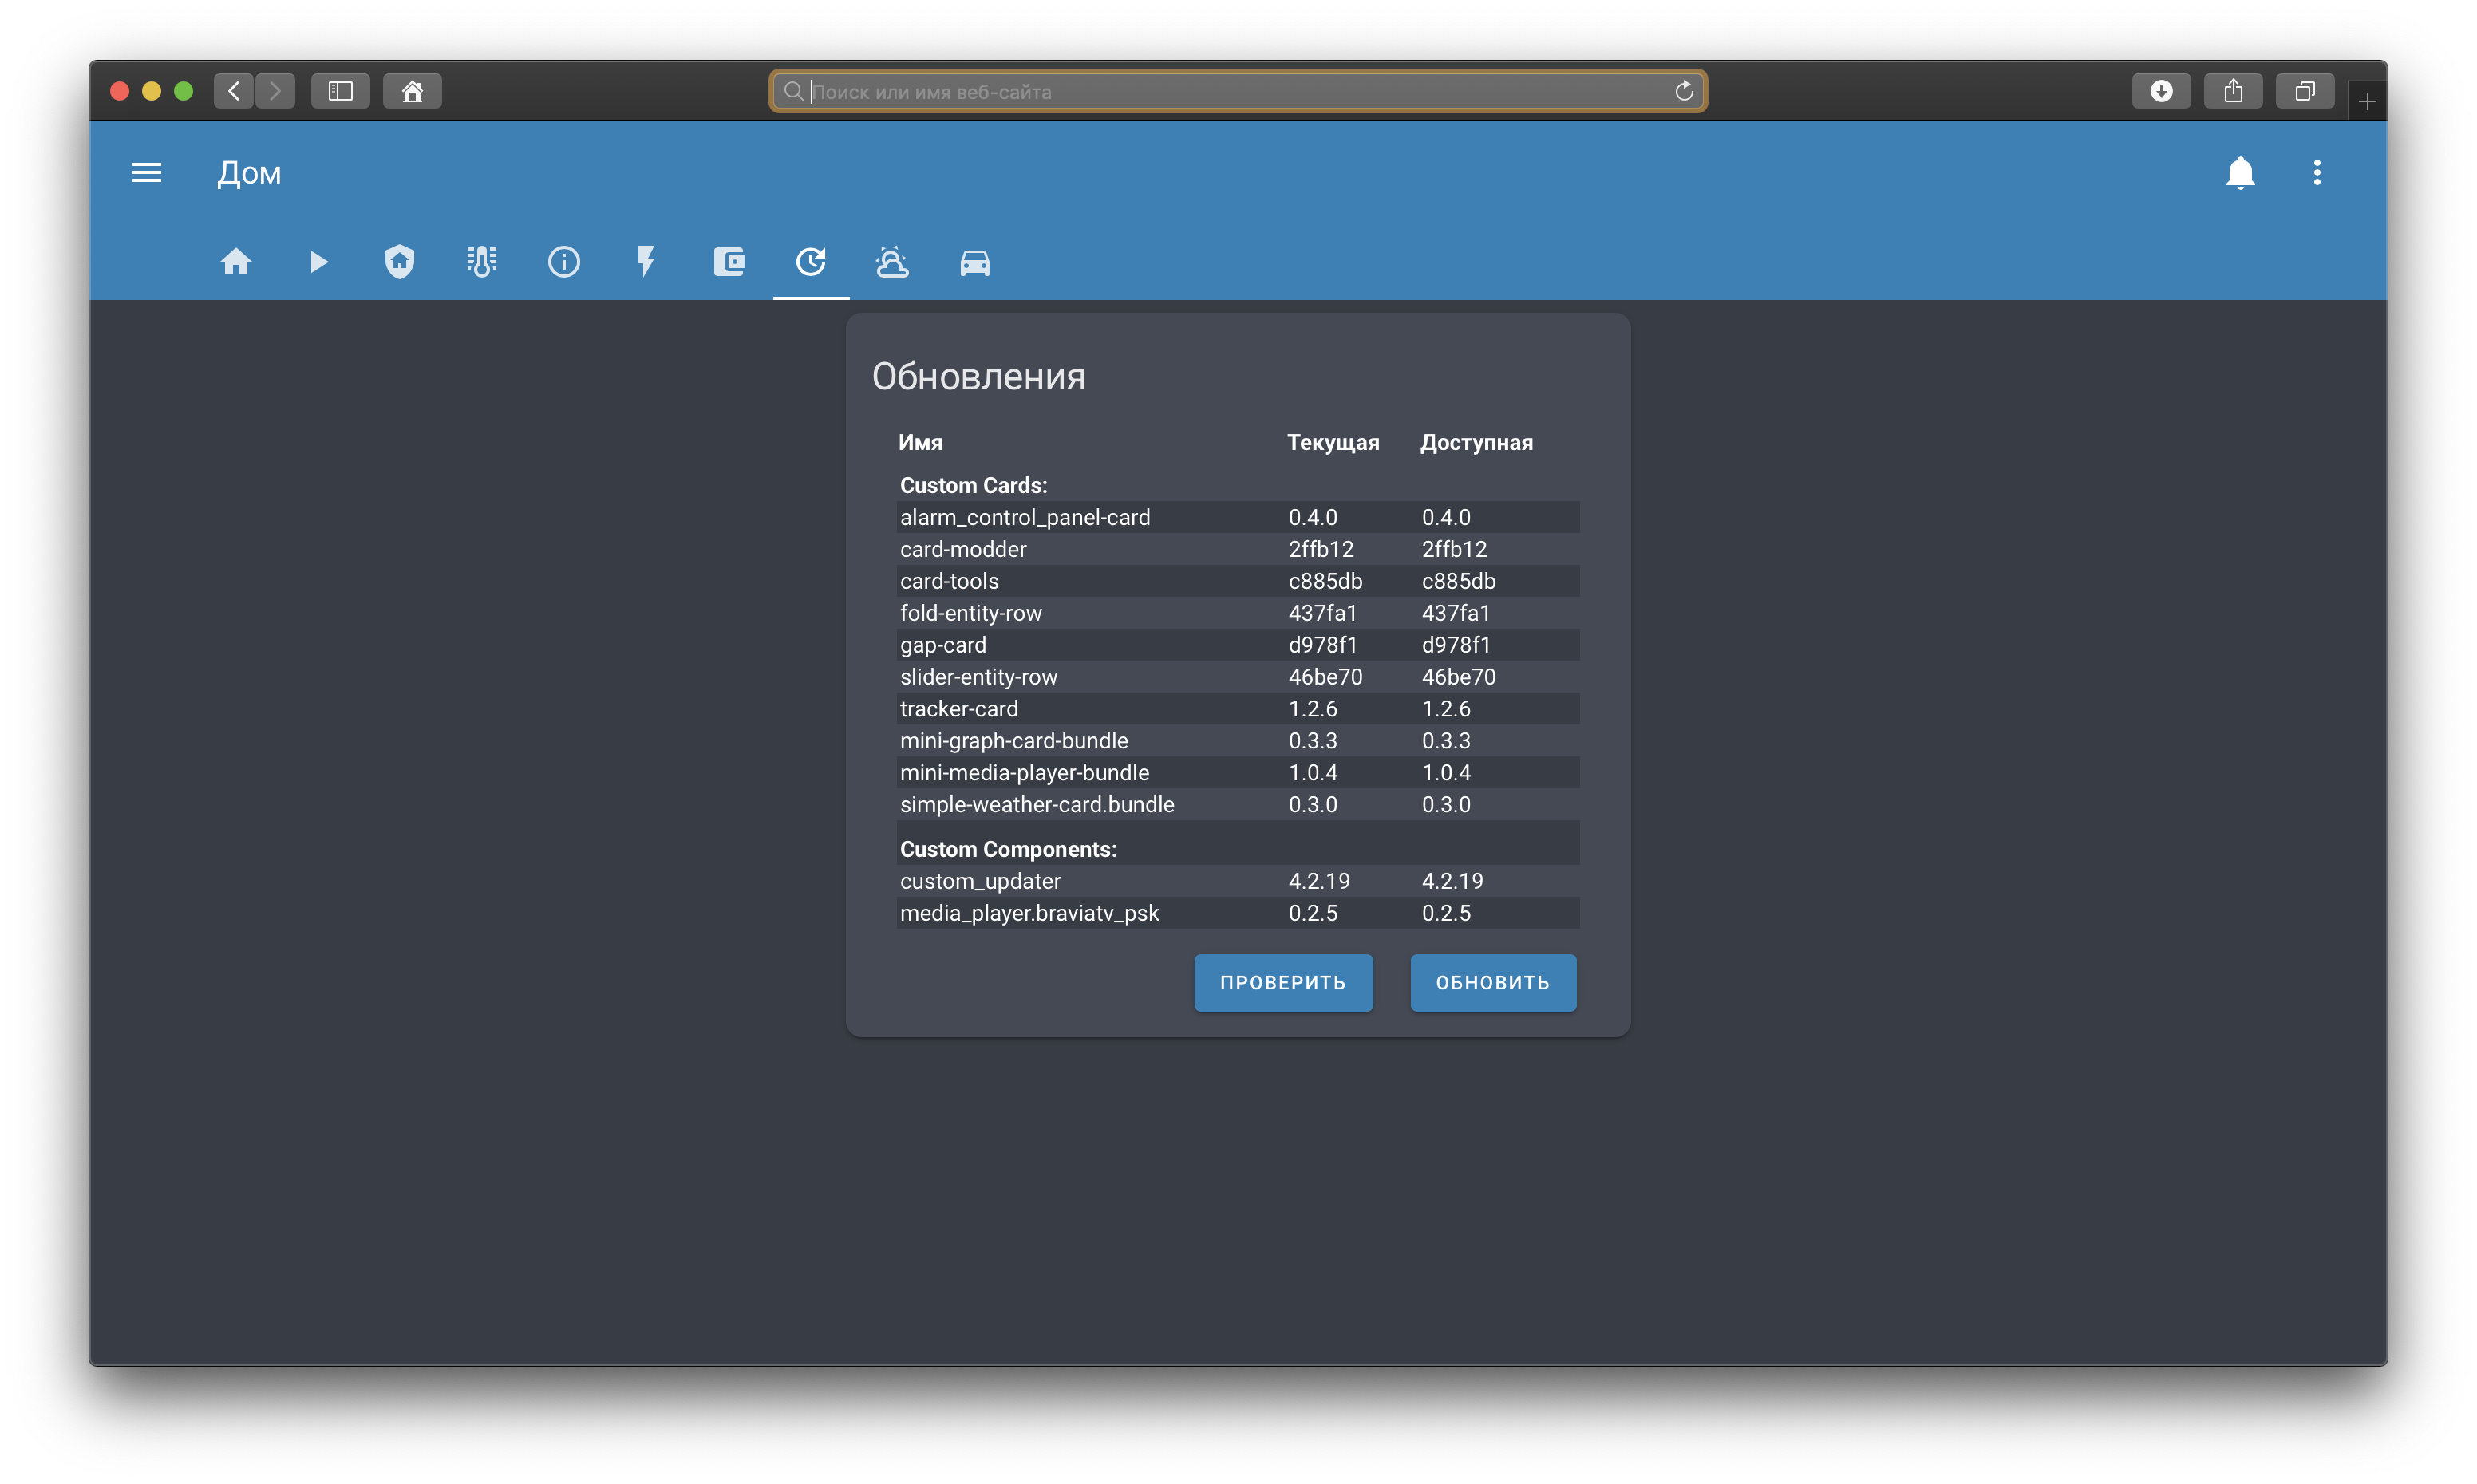 Поиск или имя веб-сайта
Дом
Обновления
Имя Текущая Доступная
Custom Cards:
alarm_control_panel-card 0.4.0 0.4.0
card-modder 2ffb12 2ffb12
card-tools c885db c885db
fold-entity-row 437fa1 437fa1
gap-card d978f1 d978f1
slider-entity-row 46be70 46be70
tracker-card 1.2.6 1.2.6
mini-graph-card-bundle 0.3.3 0.3.3
mini-media-player-bundle 1.0.4 1.0.4
simple-weather-card.bundle 0.3.0 0.3.0
Custom Components:
custom_updater 4.2.19 4.2.19
media_player.braviatv_psk 0.2.5 0.2.5
ПРОВЕРИТЬ ОБНОВИТЬ